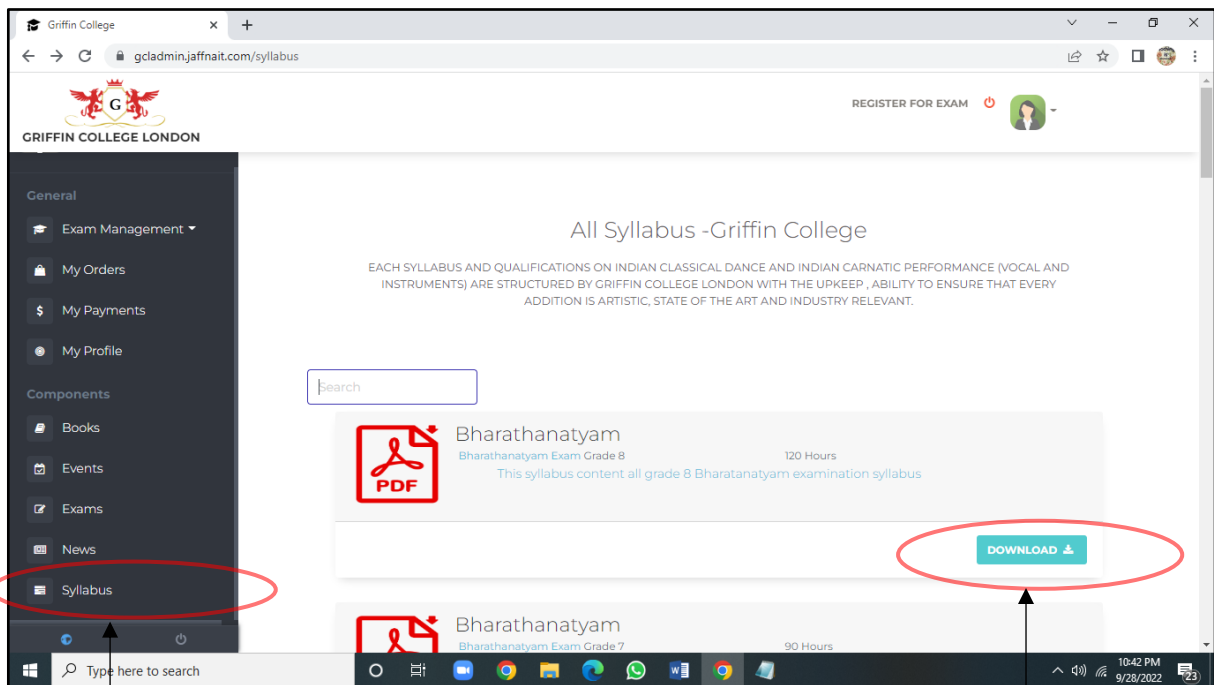 Griffin College
gcladmin.jaffnait.com/syllabus
G
GRIFFIN COLLEGE LONDON
REGISTER FOR EXAM
General
Exam Management
My Orders
My Payments
My Profile
Components
Books
Events
Exams
News
Syllabus
All Syllabus -Griffin College
EACH SYLLABUS AND QUALIFICATIONS ON INDIAN CLASSICAL DANCE AND INDIAN CARNATIC PERFORMANCE (VOCAL AND
INSTRUMENTS) ARE STRUCTURED BY GRIFFIN COLLEGE LONDON WITH THE UPKEEP , ABILITY TO ENSURE THAT EVERY
ADDITION IS ARTISTIC, STATE OF THE ART AND INDUSTRY RELEVANT.
Search
PDF
Bharathanatyam
Bharathanatyam Exam Grade 8 120 Hours
This syllabus content all grade 8 Bharatanatyam examination syllabus
DOWNLOAD
Bharathanatyam
Bharathanatyam Exam Grade 7 90 Hours
Type here to search
10:42 PM
9/28/2022
23